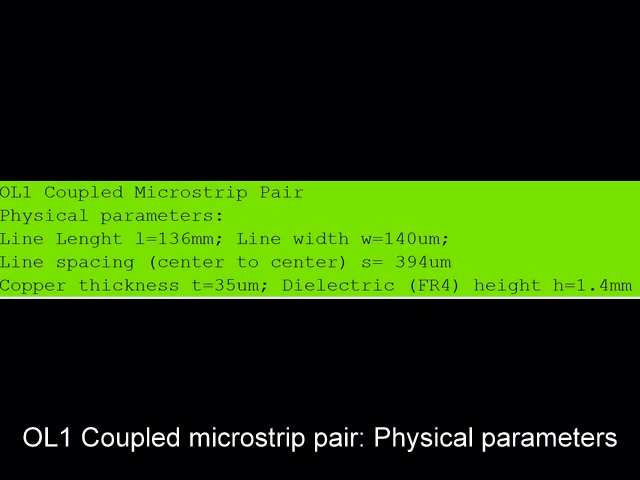 OL1 Coupled Microstrip Pair
Physical parameters:
Line Lenght l=136mm; Line width w=140um;
Line spacing (center to center) s= 394um
Copper thickness t=35um; Dielectric (FR4) height h=1.4mm
OL1 Coupled microstrip pair: Physical parameters